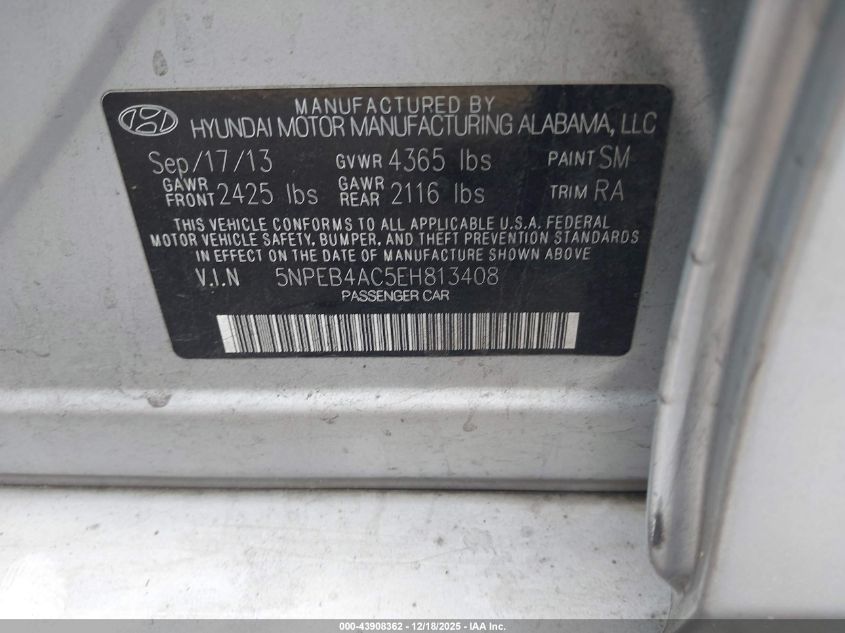 MANUFACTURED BY
HYUNDAI MOTOR MANUFACTURING ALABAMA, LLC
Sep/17/13 GVWR 4365 lbs PAINT SM
GAWR FRONT 2425 lbs GAWR REAR 2116 lbs TRIM RA
THIS VEHICLE CONFORMS TO ALL APPLICABLE U.S.A. FEDERAL
MOTOR VEHICLE SAFETY, BUMPER, AND THEFT PREVENTION STANDARDS
IN EFFECT ON THE DATE OF MANUFACTURE SHOWN ABOVE
V.I.N 5NPEB4AC5EH813408
PASSENGER CAR
000-43908362 - 12/18/2025 - IAA Inc.